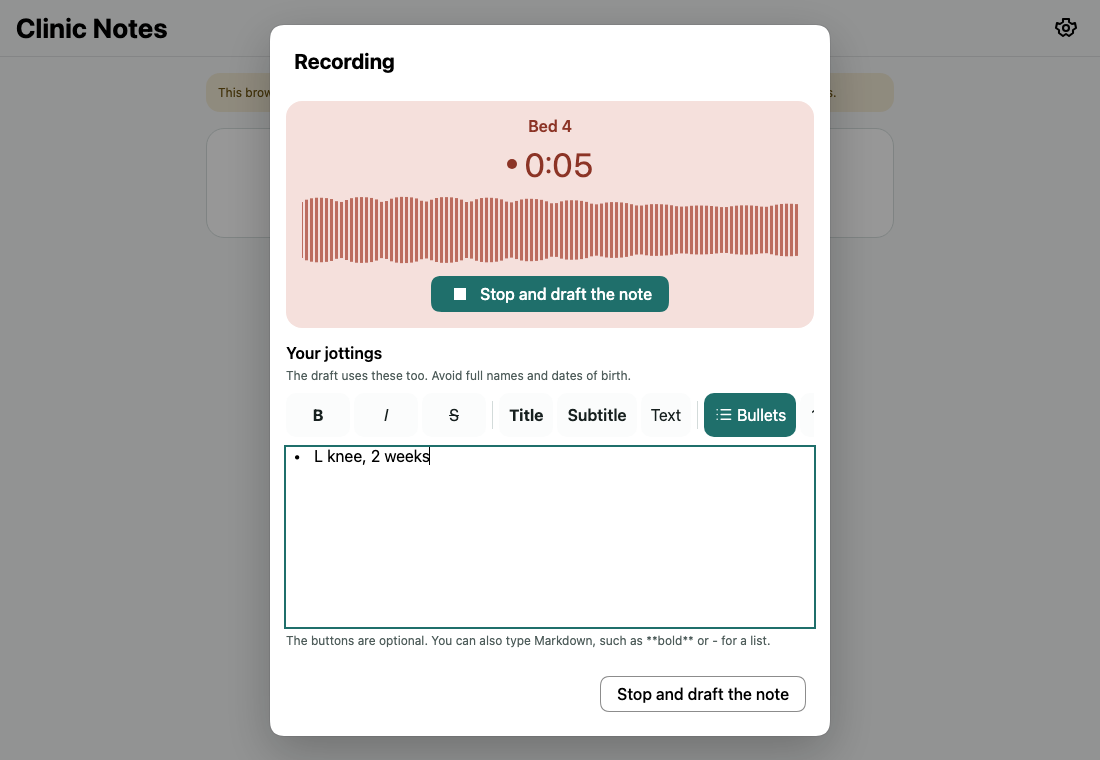 Clinic Notes
This brow
s.
Recording
Bed 4
0:05
Stop and draft the note
Your jottings
The draft uses these too. Avoid full names and dates of birth.
B I S Title Subtitle Text Bullets
• L knee, 2 weeks
The buttons are optional. You can also type Markdown, such as **bold** or - for a list.
Stop and draft the note